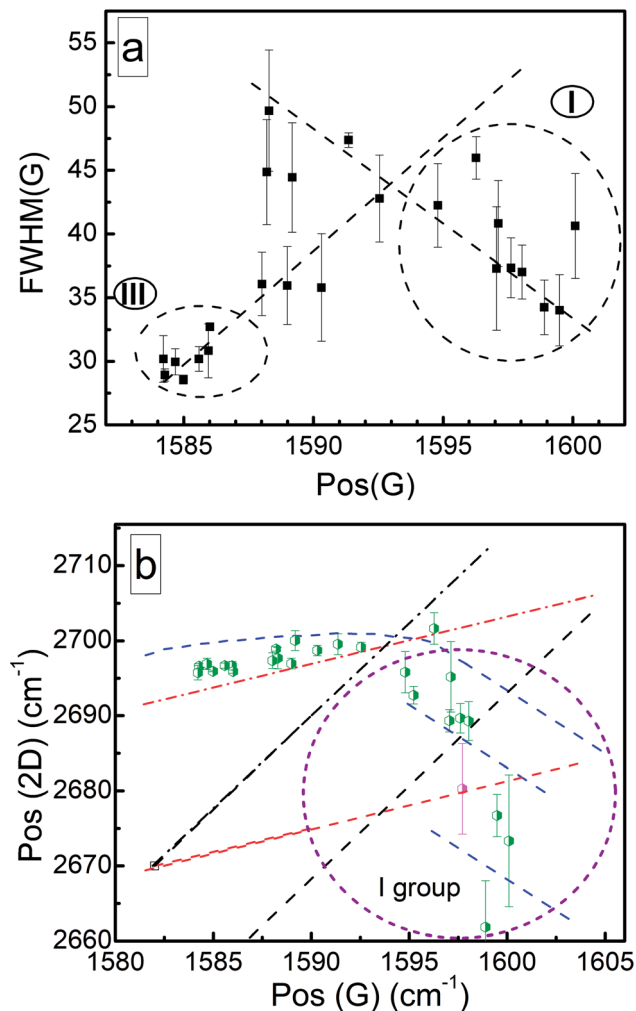 a
I
III
FWHM(G)
55
50
45
40
35
30
25
1585 1590 1595 1600
Pos(G)
b
Pos (2D) (cm⁻¹)
2710
2700
2690
2680
2670
2660
I group
1580 1585 1590 1595 1600 1605
Pos (G) (cm⁻¹)